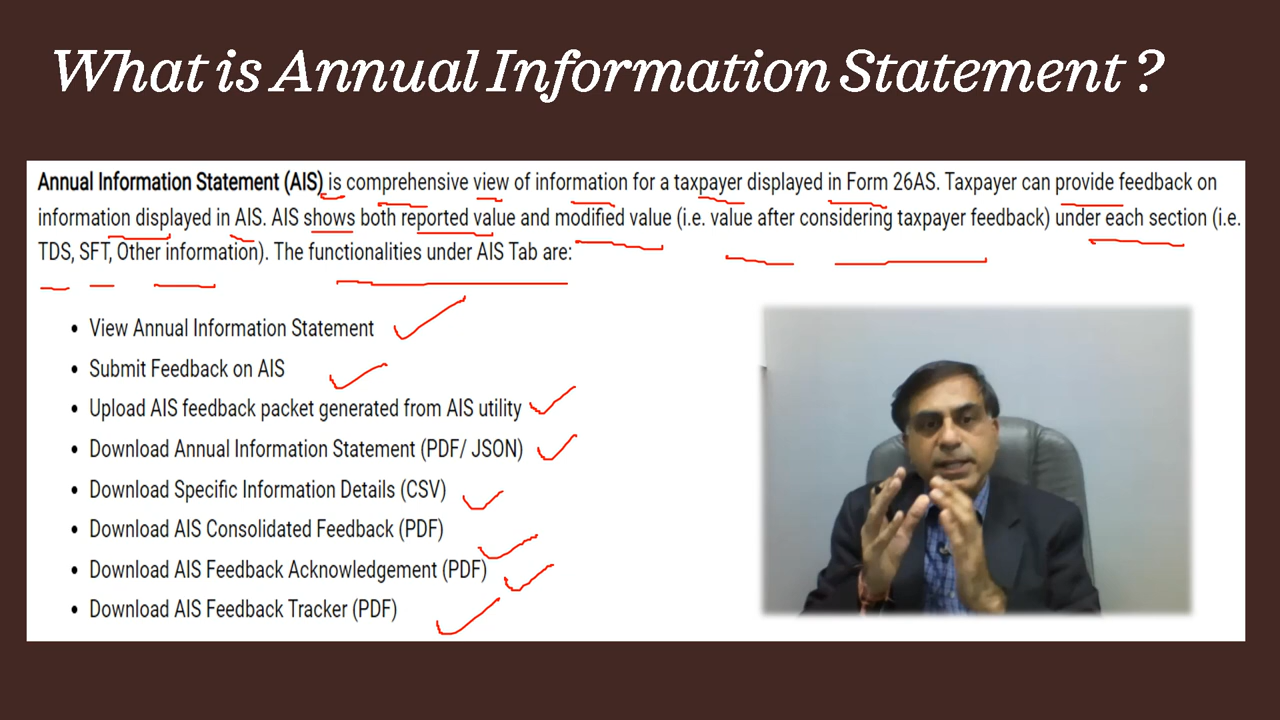 What is Annual Information Statement ?
Annual Information Statement (AIS) is comprehensive view of information for a taxpayer displayed in Form 26AS. Taxpayer can provide feedback on
information displayed in AIS. AIS shows both reported value and modified value (i.e. value after considering taxpayer feedback) under each section (i.e.
TDS, SFT, Other information). The functionalities under AIS Tab are:
• View Annual Information Statement
• Submit Feedback on AIS
• Upload AIS feedback packet generated from AIS utility
• Download Annual Information Statement (PDF/ JSON)
• Download Specific Information Details (CSV)
• Download AIS Consolidated Feedback (PDF)
• Download AIS Feedback Acknowledgement (PDF)
• Download AIS Feedback Tracker (PDF)